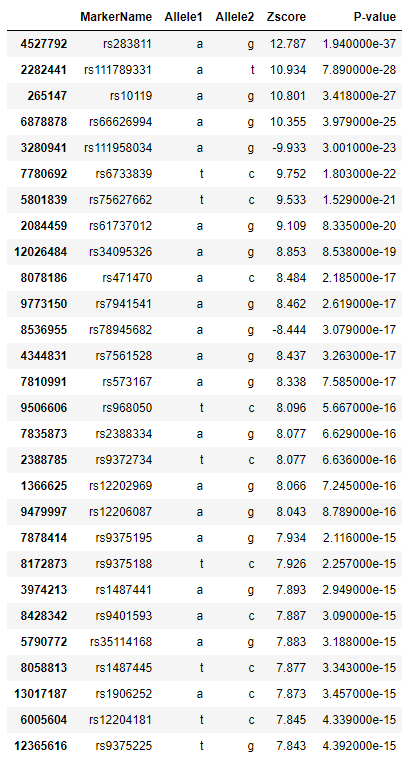 MarkerName Allele1 Allele2 Zscore P-value
4527792 rs283811 a g 12.787 1.940000e-37
2282441 rs111789331 a t 10.934 7.890000e-28
265147 rs10119 a g 10.801 3.418000e-27
6878878 rs66626994 a g 10.355 3.979000e-25
3280941 rs111958034 a g -9.933 3.001000e-23
7780692 rs6733839 t c 9.752 1.803000e-22
5801839 rs75627662 t c 9.533 1.529000e-21
2084459 rs61737012 a g 9.109 8.335000e-20
12026484 rs34095326 a g 8.853 8.538000e-19
8078186 rs471470 a c 8.484 2.185000e-17
9773150 rs7941541 a g 8.462 2.619000e-17
8536955 rs78945682 a g -8.444 3.079000e-17
4344831 rs7561528 a g 8.437 3.263000e-17
7810991 rs573167 a g 8.338 7.585000e-17
9506606 rs968050 t c 8.096 5.667000e-16
7835873 rs2388334 a g 8.077 6.629000e-16
2388785 rs9372734 t c 8.077 6.636000e-16
1366625 rs12202969 a g 8.066 7.245000e-16
9479997 rs12206087 a g 8.043 8.789000e-16
7878414 rs9375195 a g 7.934 2.116000e-15
8172873 rs9375188 t c 7.926 2.257000e-15
3974213 rs1487441 a g 7.893 2.949000e-15
8428342 rs9401593 a c 7.887 3.090000e-15
5790772 rs35114168 a g 7.883 3.188000e-15
8058813 rs1487445 t c 7.877 3.343000e-15
13017187 rs1906252 a c 7.873 3.457000e-15
6005604 rs12204181 t c 7.845 4.339000e-15
12365616 rs9375225 t g 7.843 4.392000e-15